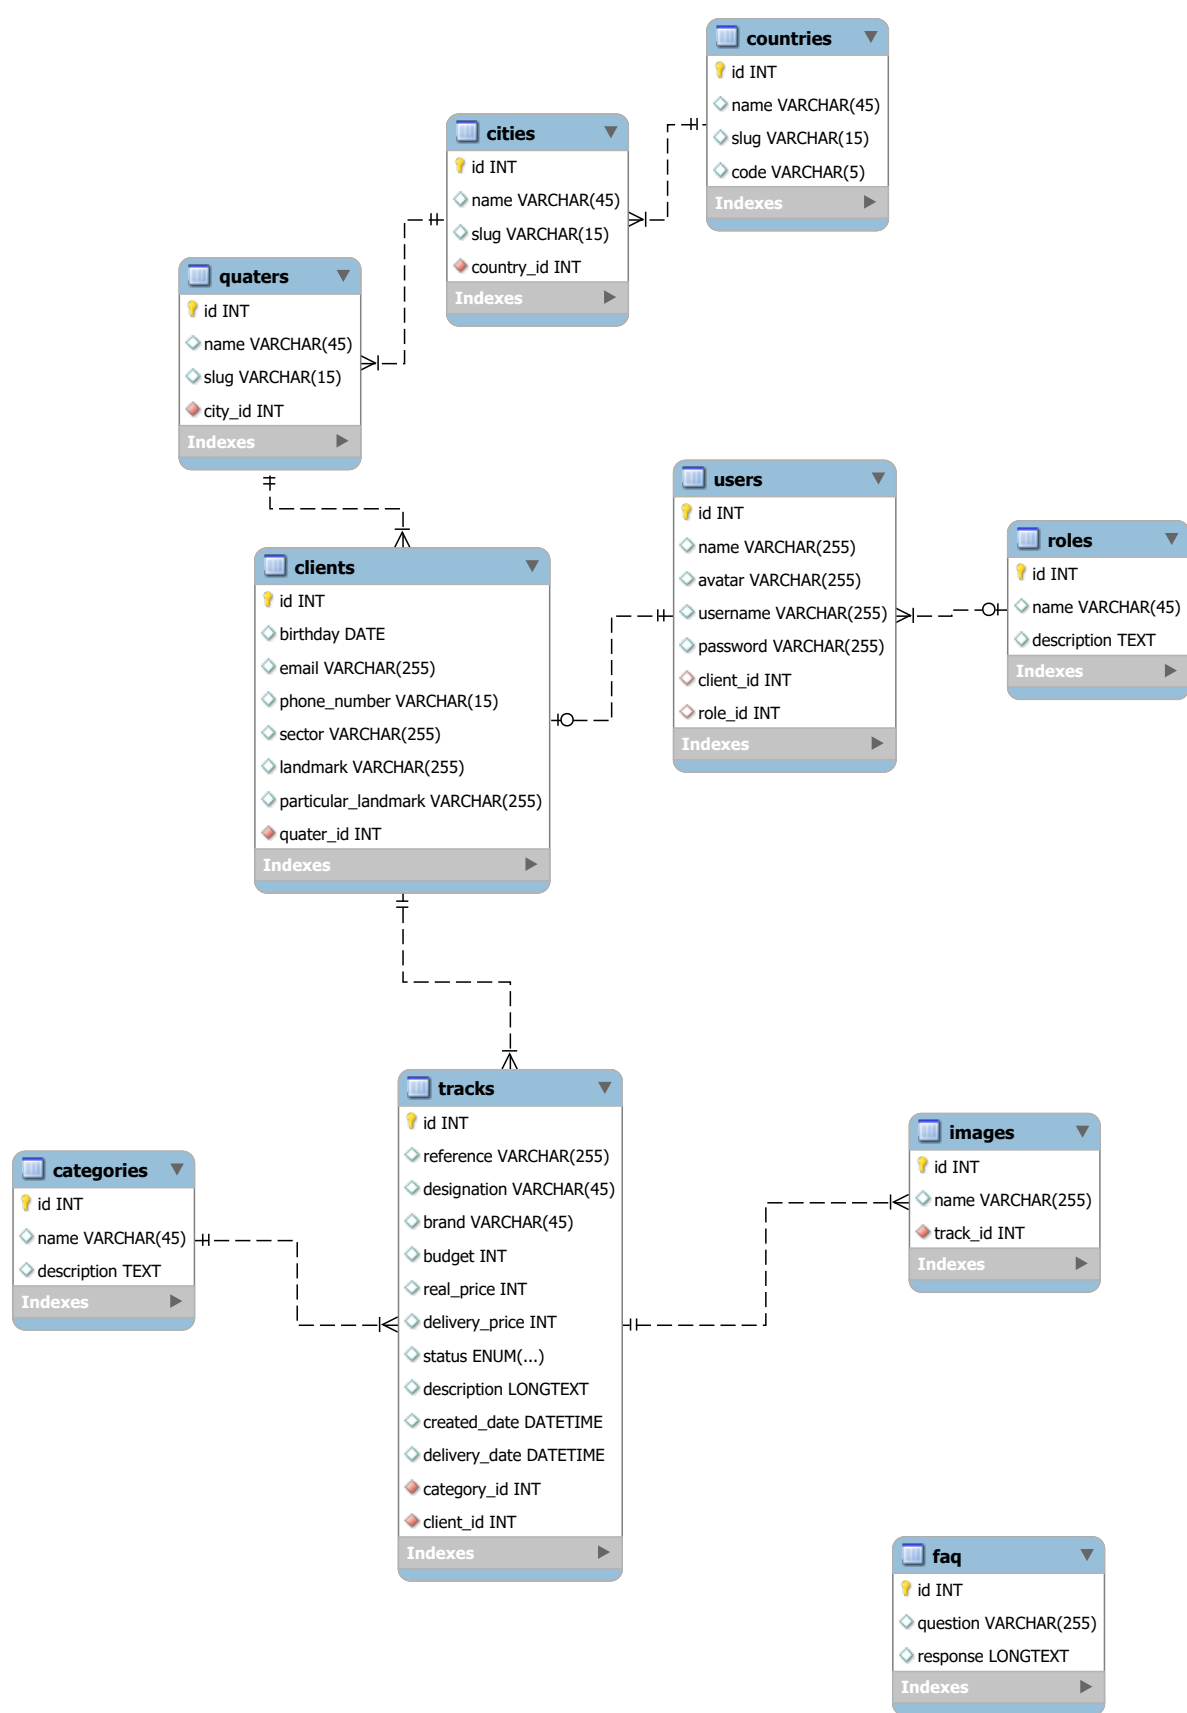 countries
id INT
name VARCHAR(45)
slug VARCHAR(15)
code VARCHAR(5)
Indexes
cities
id INT
name VARCHAR(45)
slug VARCHAR(15)
country_id INT
Indexes
quaters
id INT
name VARCHAR(45)
slug VARCHAR(15)
city_id INT
Indexes
users
id INT
name VARCHAR(255)
avatar VARCHAR(255)
username VARCHAR(255)
password VARCHAR(255)
client_id INT
role_id INT
Indexes
roles
id INT
name VARCHAR(45)
description TEXT
Indexes
clients
id INT
birthday DATE
email VARCHAR(255)
phone_number VARCHAR(15)
sector VARCHAR(255)
landmark VARCHAR(255)
particular_landmark VARCHAR(255)
quater_id INT
Indexes
tracks
id INT
reference VARCHAR(255)
designation VARCHAR(45)
brand VARCHAR(45)
budget INT
real_price INT
delivery_price INT
status ENUM(...)
description LONGTEXT
created_date DATETIME
delivery_date DATETIME
category_id INT
client_id INT
Indexes
images
id INT
name VARCHAR(255)
track_id INT
Indexes
categories
id INT
name VARCHAR(45)
description TEXT
Indexes
faq
id INT
question VARCHAR(255)
response LONGTEXT
Indexes